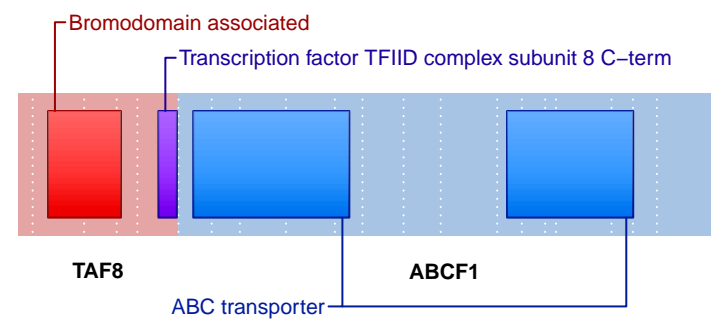 Bromodomain associated
Transcription factor TFIID complex subunit 8 C−term
TAF8
ABCF1
ABC transporter